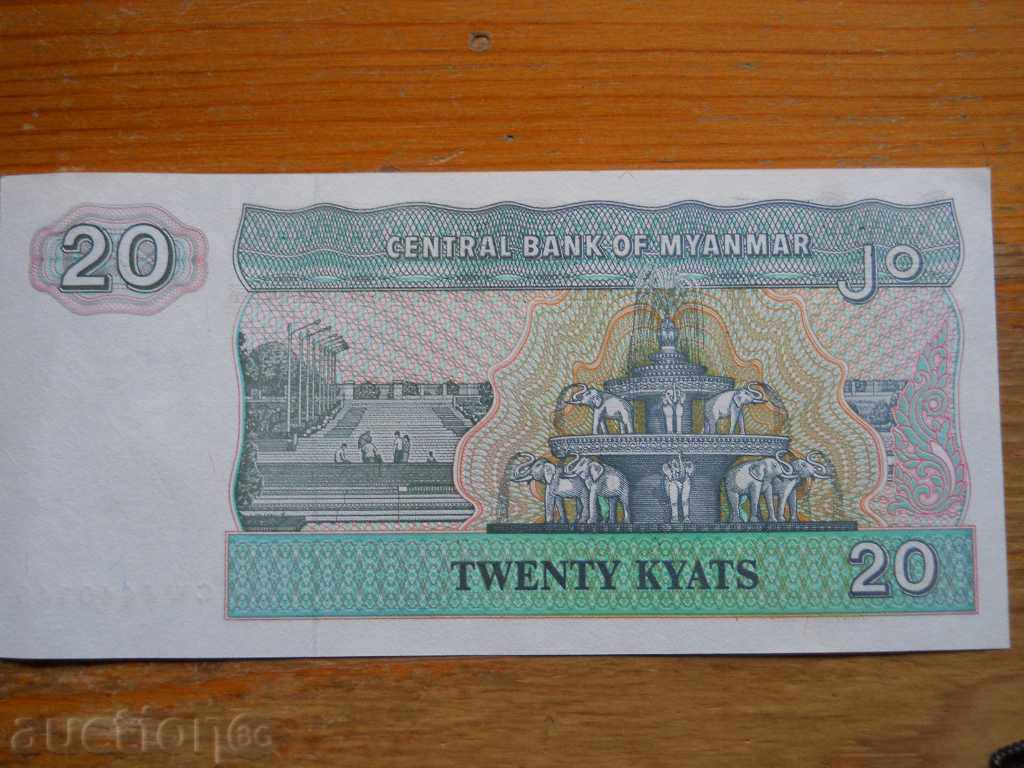 20
CENTRAL BANK OF MYANMAR
၂၀
TWENTY KYATS
20
auction.BG